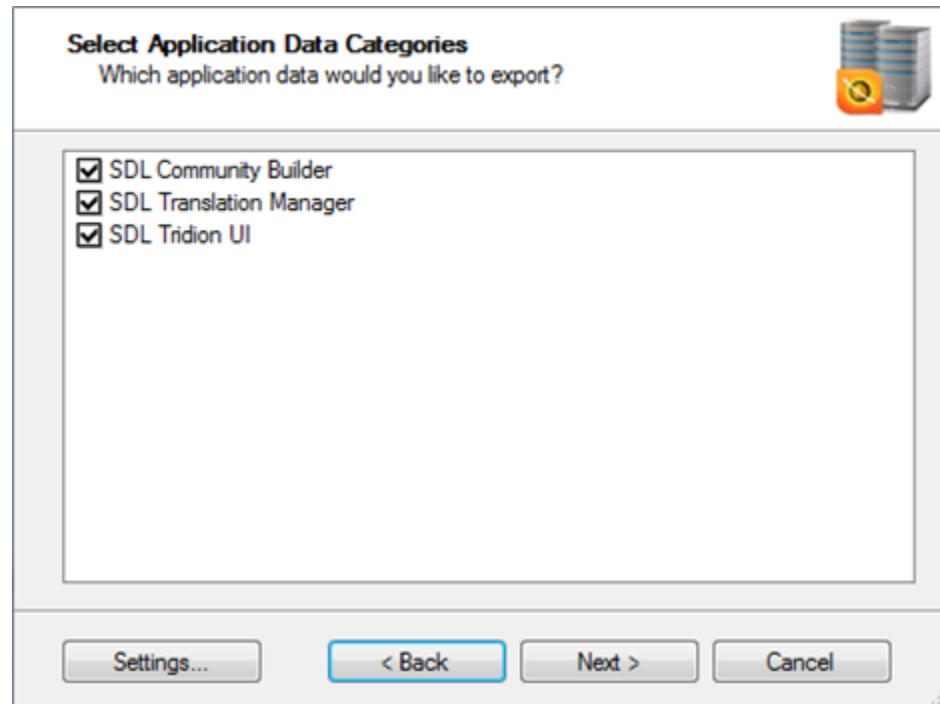 Select Application Data Categories
Which application data would you like to export?
SDL Community Builder
SDL Translation Manager
SDL Tridion UI
Settings...
< Back
Next >
Cancel